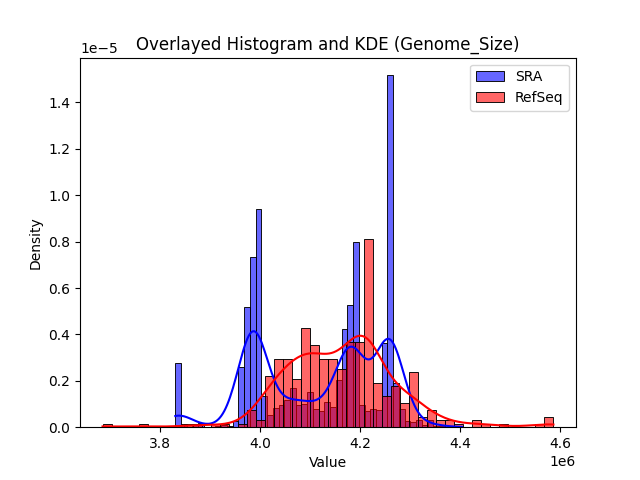 Overlayed Histogram and KDE (Genome_Size)
1e−5
SRA
RefSeq
1.4
1.2
1.0
0.8
0.6
0.4
0.2
0.0
Density
3.8 4.0 4.2 4.4 4.6
Value
1e6